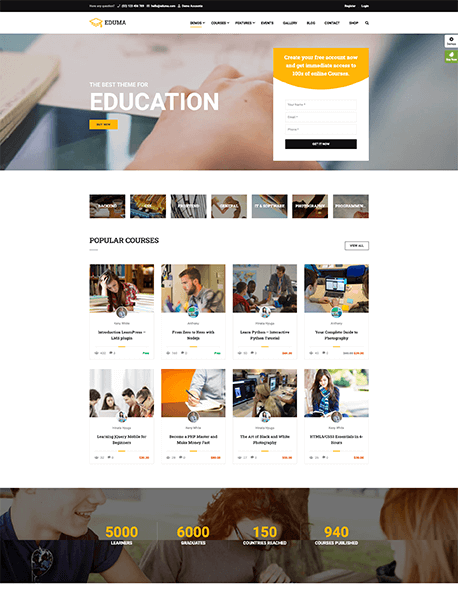 Have any question? (00) 123 456 789 hello@eduma.com Demo Accounts Register Login
EDUMA DEMOS COURSES FEATURES EVENTS GALLERY BLOG CONTACT SHOP
Create your free account now
and get immediate access to
100s of online Courses.
THE BEST THEME FOR
EDUCATION
BUY NOW
Your Name *
Email *
Phone *
GET IT NOW
BACKEND CSS FRONTEND GENERAL IT & SOFTWARE
POPULAR COURSES
VIEW ALL
Introduction LearnPress –
LMS plugin
From Zero to Hero with
Nodejs
Learn Python – Interactive
Python Tutorial
Your Complete Guide to
Photography
Free Free
Learning jQuery Mobile for
Beginners
Become a PHP Master and
Make Money Fast
The Art of Black and White
Photography
HTML5/CSS3 Essentials in 4-
Hours
5000 6000 150 940
LEARNERS GRADUATES COUNTRIES REACHED COURSES PUBLISHED